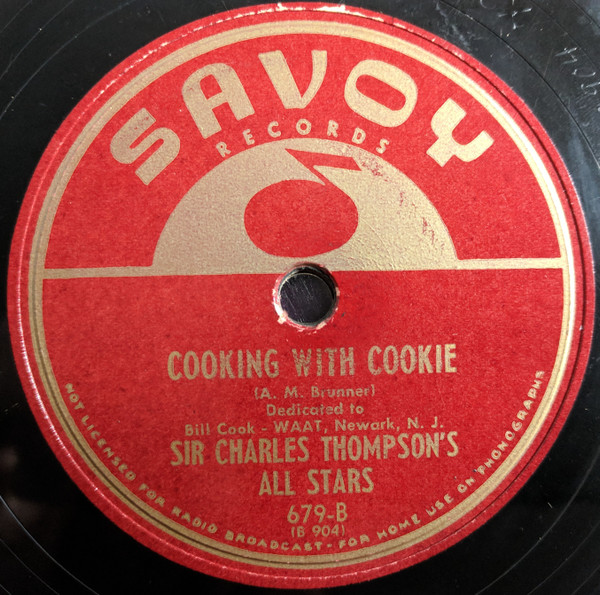 SAVOY
RECORDS
COOKING WITH COOKIE
(A. M. Brunner)
Dedicated to
Bill Cook - WAAT, Newark, N. J.
SIR CHARLES THOMPSON'S
ALL STARS
679-B
(B 904)
NOT LICENSED FOR RADIO BROADCAST - FOR HOME USE ON PHONOGRAPHS